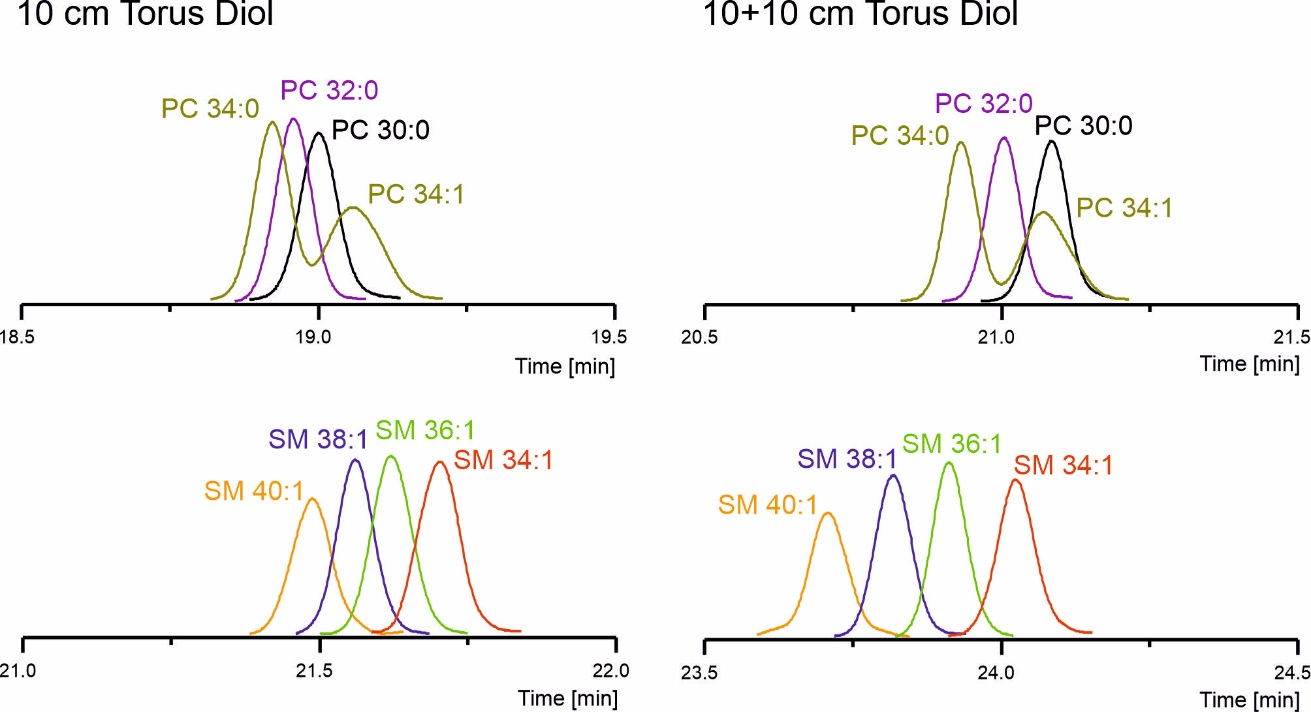 10 cm Torus Diol
PC 34:0
PC 32:0
PC 30:0
PC 34:1
18.5
19.0
19.5
Time [min]
10+10 cm Torus Diol
PC 34:0
PC 32:0
PC 30:0
PC 34:1
20.5
21.0
21.5
Time [min]
SM 40:1
SM 38:1
SM 36:1
SM 34:1
21.0
21.5
22.0
Time [min]
SM 40:1
SM 38:1
SM 36:1
SM 34:1
23.5
24.0
24.5
Time [min]